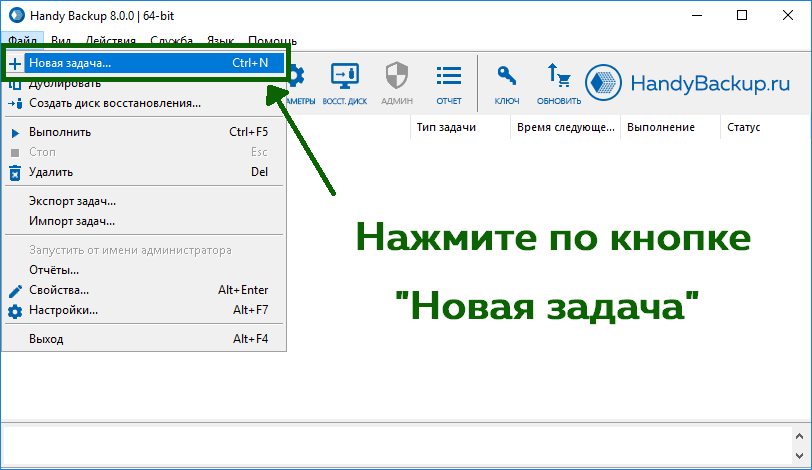 Handy Backup 8.0.0 | 64-bit
Файл Вид Действия Служба Язык Помощь
Новая задача... Ctrl+N
Дублировать
Создать диск восстановления...
Выполнить Ctrl+F5
Стоп Esc
Удалить Del
Экспорт задач...
Импорт задач...
Запустить от имени администратора
Отчёты...
Свойства... Alt+Enter
Настройки... Alt+F7
Выход Alt+F4
АМЕТРЫ ВОССТ. ДИСК АДМИН ОТЧЕТ КЛЮЧ ОБНОВИТЬ HandyBackup.ru
Тип задачи Время следующе... Выполнение Статус
Нажмите по кнопке
"Новая задача"